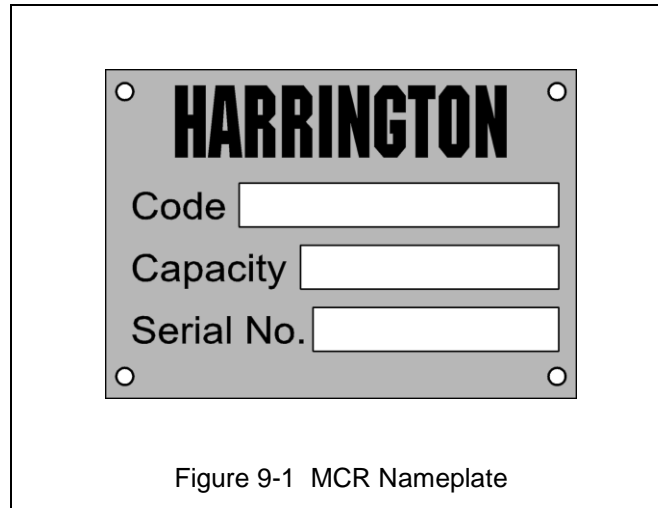 HARRINGTON
Code
Capacity
Serial No.
Figure 9-1 MCR Nameplate